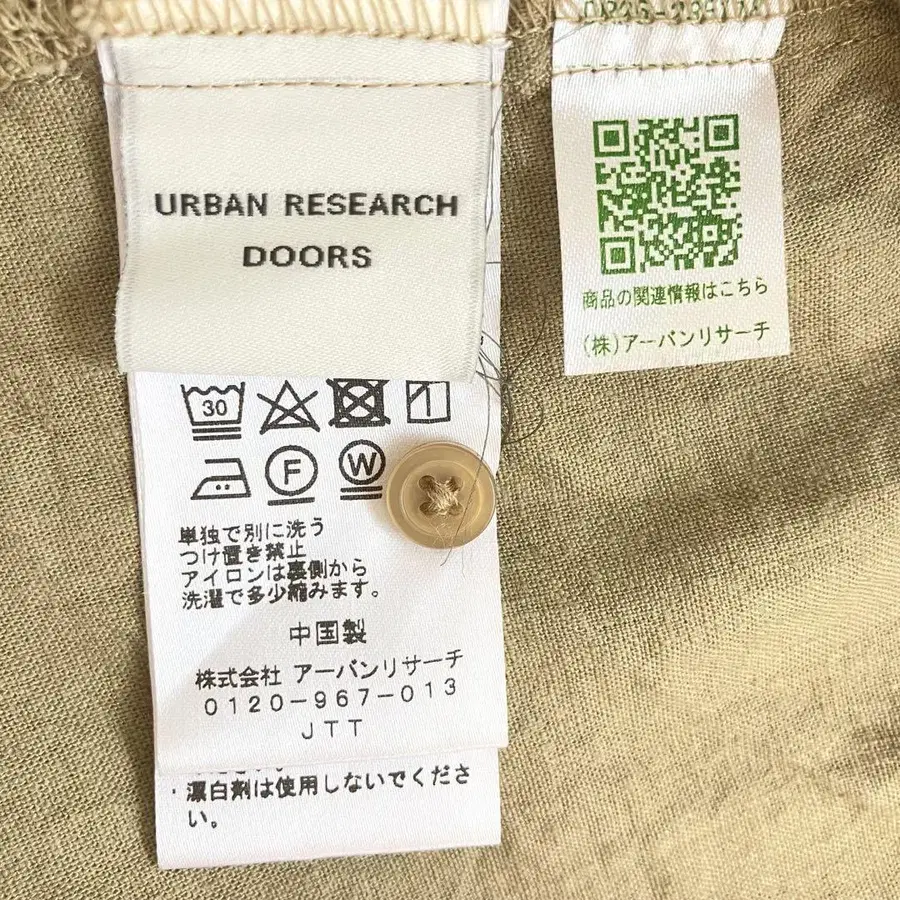 URBAN RESEARCH
DOORS
商品の関連情報はこちら
(株)アーバンリサーチ
30
F
W
単独で別に洗う
つけ置き禁止
アイロンは裏側から
洗濯で多少縮みます。
中国製
株式会社 アーバンリサーチ
0120-967-013
JTT
・漂白剤は使用しないでくださ
い。